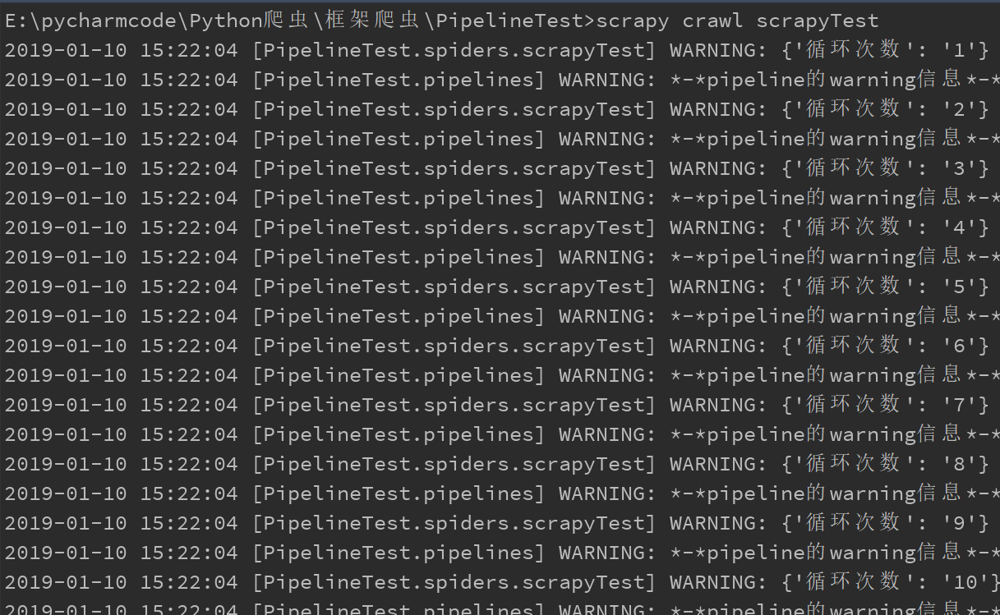 E:\pycharmcode\Python爬虫\框架爬虫\PipelineTest>scrapy crawl scrapyTest
2019-01-10 15:22:04 [PipelineTest.spiders.scrapyTest] WARNING: {'循环次数': '1'}
2019-01-10 15:22:04 [PipelineTest.pipelines] WARNING: *-*pipeline的warning信息*-*
2019-01-10 15:22:04 [PipelineTest.spiders.scrapyTest] WARNING: {'循环次数': '2'}
2019-01-10 15:22:04 [PipelineTest.pipelines] WARNING: *-*pipeline的warning信息*-*
2019-01-10 15:22:04 [PipelineTest.spiders.scrapyTest] WARNING: {'循环次数': '3'}
2019-01-10 15:22:04 [PipelineTest.pipelines] WARNING: *-*pipeline的warning信息*-*
2019-01-10 15:22:04 [PipelineTest.spiders.scrapyTest] WARNING: {'循环次数': '4'}
2019-01-10 15:22:04 [PipelineTest.pipelines] WARNING: *-*pipeline的warning信息*-*
2019-01-10 15:22:04 [PipelineTest.spiders.scrapyTest] WARNING: {'循环次数': '5'}
2019-01-10 15:22:04 [PipelineTest.pipelines] WARNING: *-*pipeline的warning信息*-*
2019-01-10 15:22:04 [PipelineTest.spiders.scrapyTest] WARNING: {'循环次数': '6'}
2019-01-10 15:22:04 [PipelineTest.pipelines] WARNING: *-*pipeline的warning信息*-*
2019-01-10 15:22:04 [PipelineTest.spiders.scrapyTest] WARNING: {'循环次数': '7'}
2019-01-10 15:22:04 [PipelineTest.pipelines] WARNING: *-*pipeline的warning信息*-*
2019-01-10 15:22:04 [PipelineTest.spiders.scrapyTest] WARNING: {'循环次数': '8'}
2019-01-10 15:22:04 [PipelineTest.pipelines] WARNING: *-*pipeline的warning信息*-*
2019-01-10 15:22:04 [PipelineTest.spiders.scrapyTest] WARNING: {'循环次数': '9'}
2019-01-10 15:22:04 [PipelineTest.pipelines] WARNING: *-*pipeline的warning信息*-*
2019-01-10 15:22:04 [PipelineTest.spiders.scrapyTest] WARNING: {'循环次数': '10'}
2019-01-10 15:22:04 [PipelineTest.pipelines] WARNING: *-*pipeline的warning信息*-*